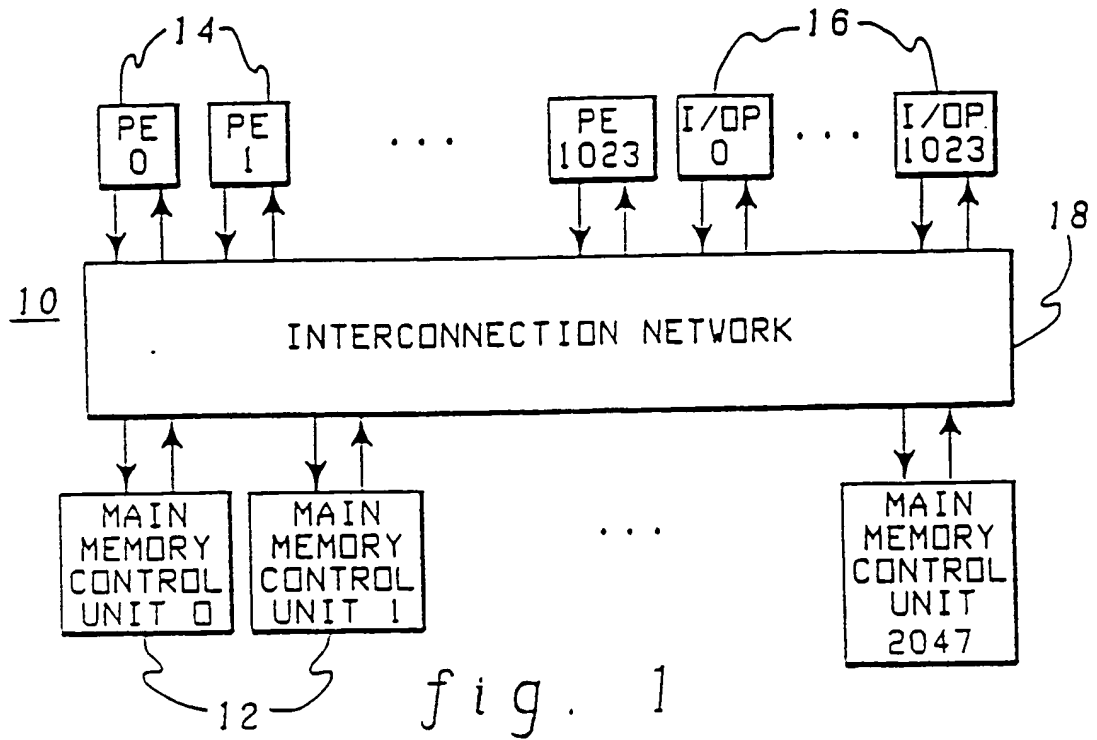 14
16
PE
0
PE
1
...
PE
1023
I/OP
0
...
I/OP
1023
18
10
INTERCONNECTION NETWORK
MAIN
MEMORY
CONTROL
UNIT 0
MAIN
MEMORY
CONTROL
UNIT 1
...
MAIN
MEMORY
CONTROL
UNIT
2047
12
fig. 1